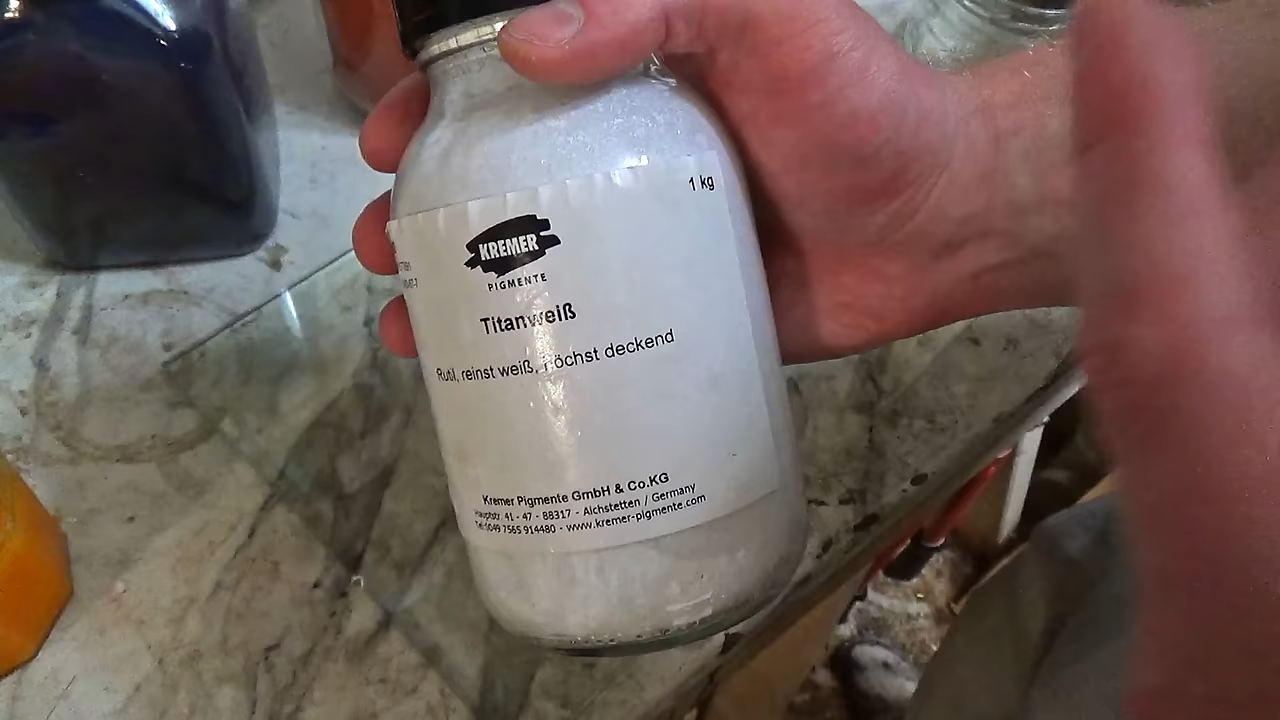 1 kg
KREMER
PIGMENTE
Titanweiß
Rutil, reinst weiß, höchst deckend
Kremer Pigmente GmbH & Co.KG
Hauptstr. 41 - 47 - 88317 - Aichstetten / Germany
Tel:0049 7565 914480 - www.kremer-pigmente.com